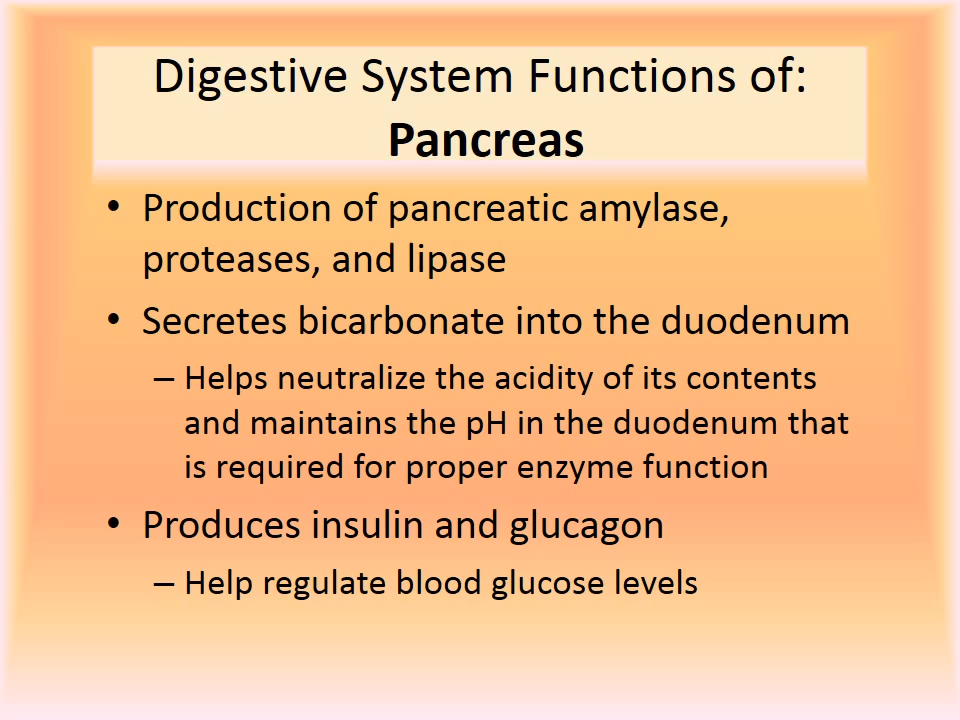 Digestive System Functions of:
Pancreas
• Production of pancreatic amylase,
proteases, and lipase
• Secretes bicarbonate into the duodenum
– Helps neutralize the acidity of its contents
and maintains the pH in the duodenum that
is required for proper enzyme function
• Produces insulin and glucagon
– Help regulate blood glucose levels